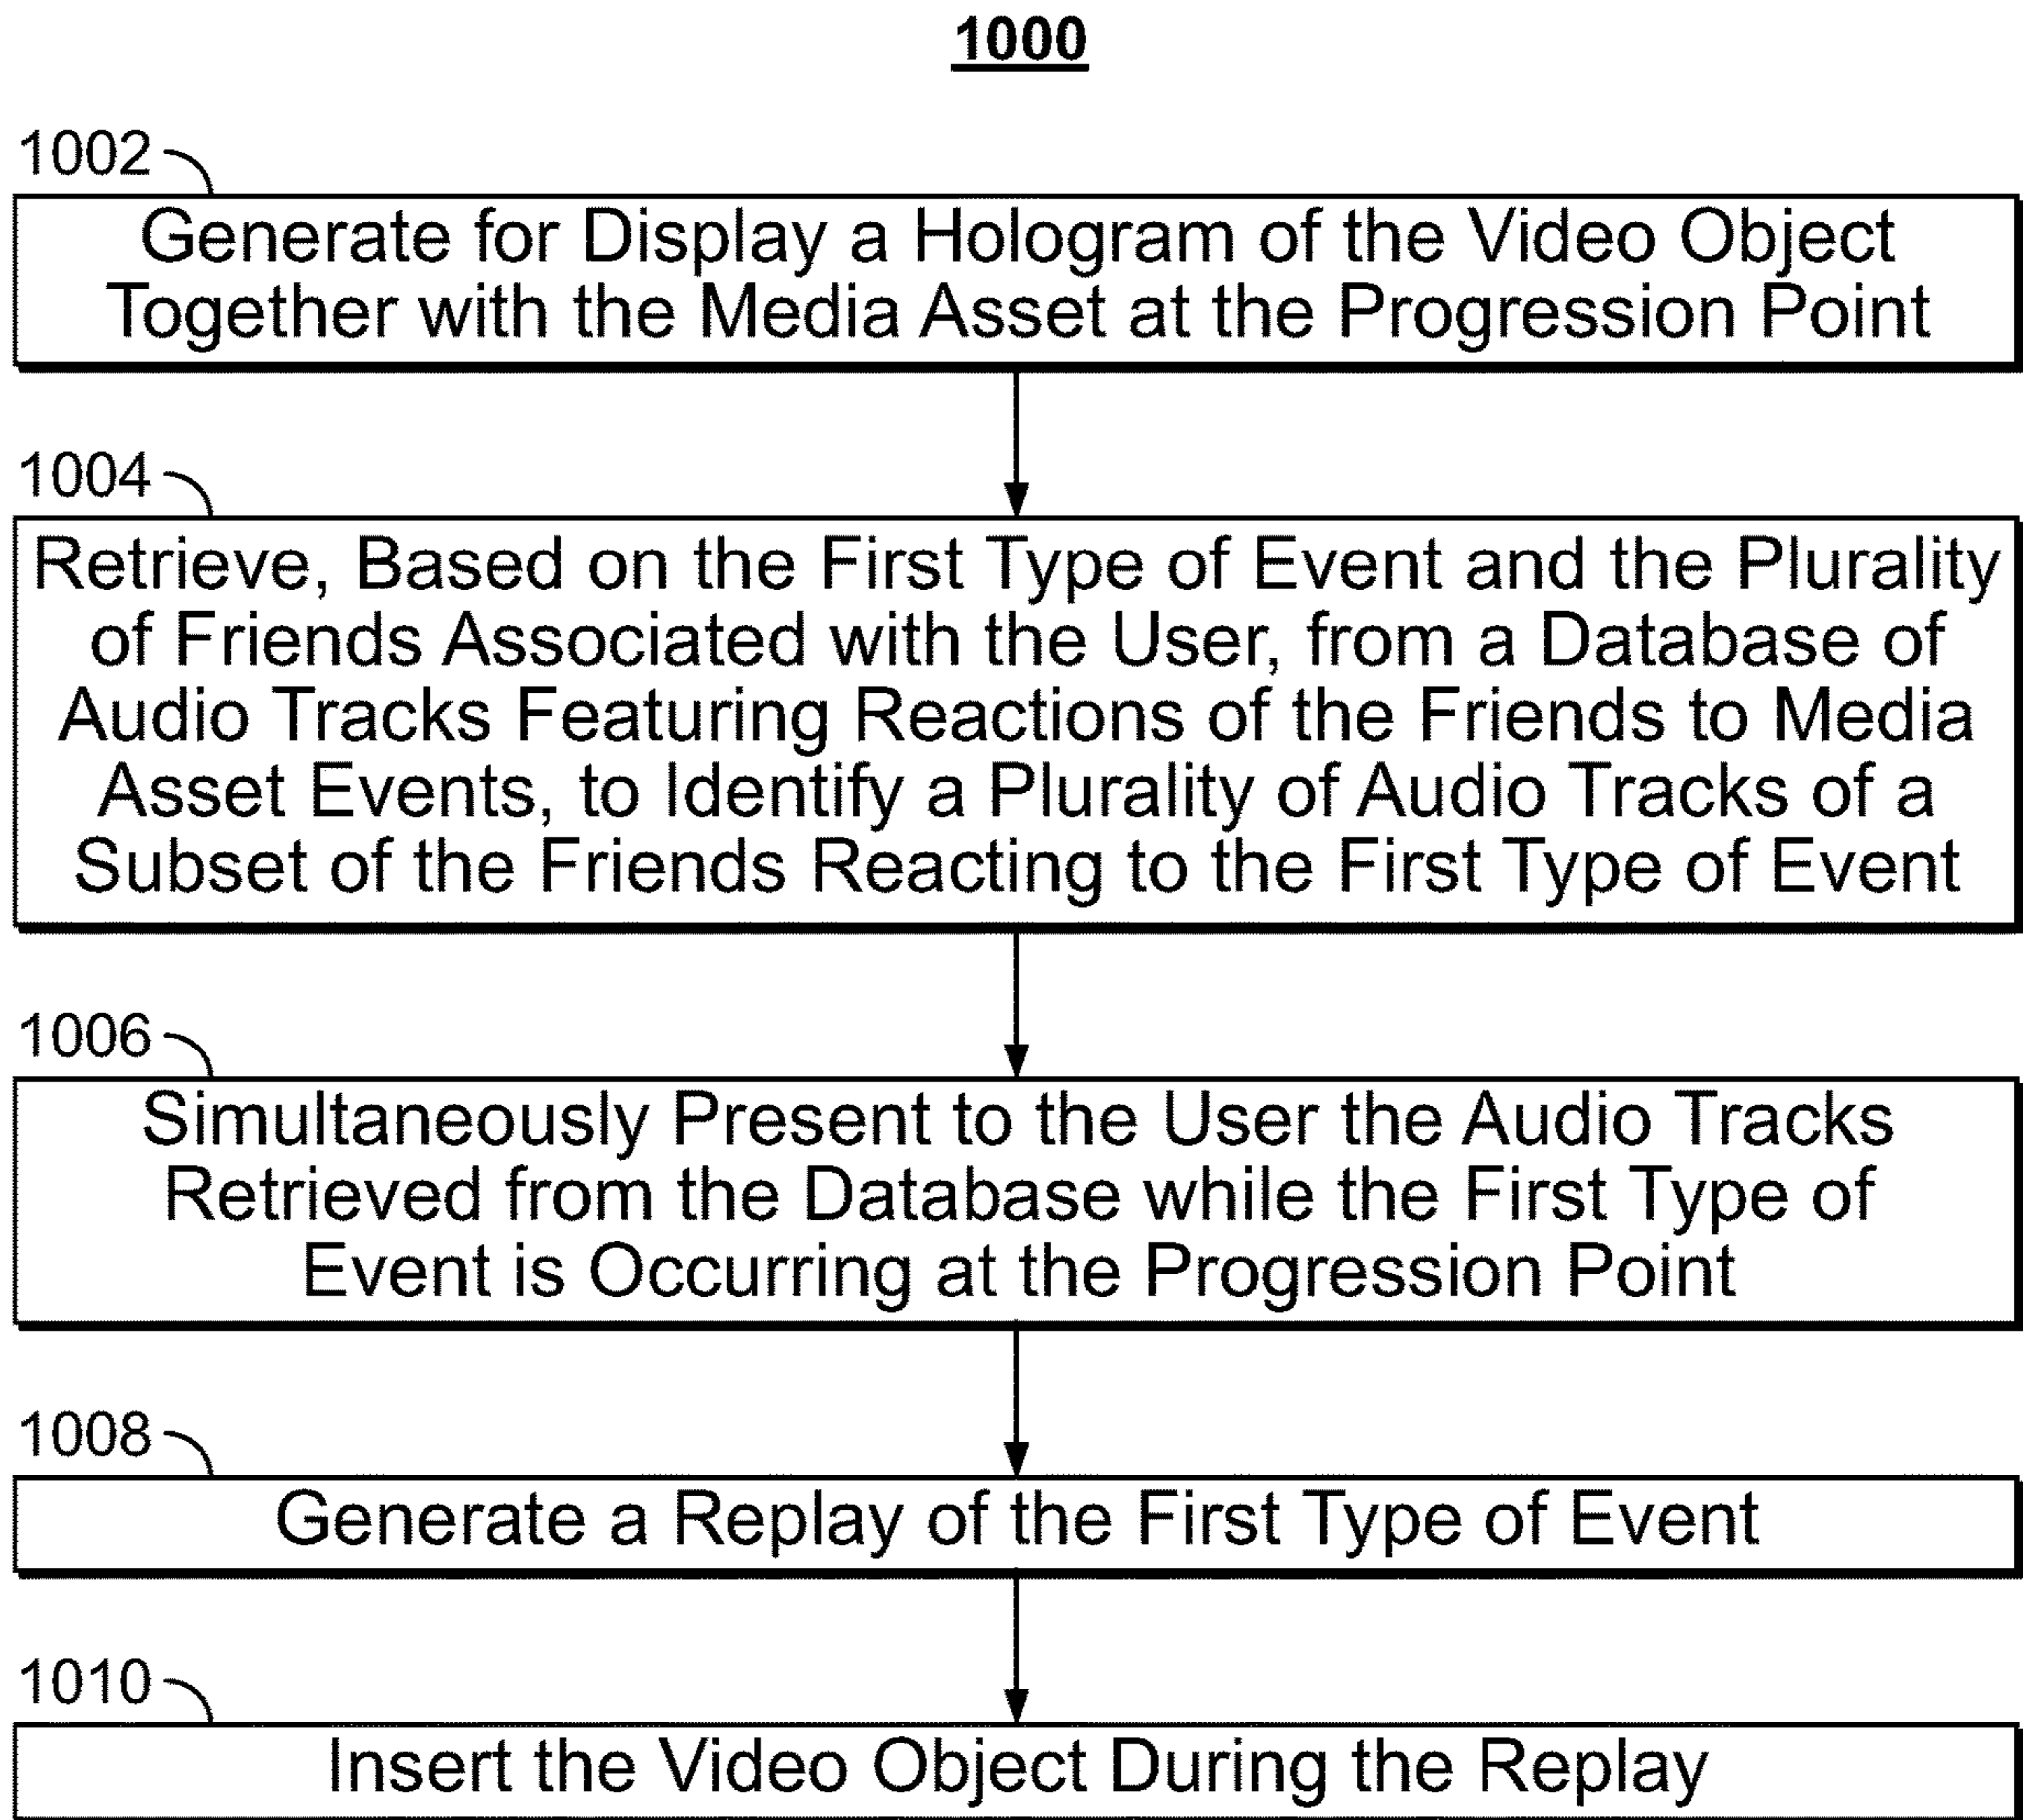 1000
1002
Generate for Display a Hologram of the Video Object
Together with the Media Asset at the Progression Point
1004
Retrieve, Based on the First Type of Event and the Plurality
of Friends Associated with the User, from a Database of
Audio Tracks Featuring Reactions of the Friends to Media
Asset Events, to Identify a Plurality of Audio Tracks of a
Subset of the Friends Reacting to the First Type of Event
1006
Simultaneously Present to the User the Audio Tracks
Retrieved from the Database while the First Type of
Event is Occurring at the Progression Point
1008
Generate a Replay of the First Type of Event
1010
Insert the Video Object During the Replay